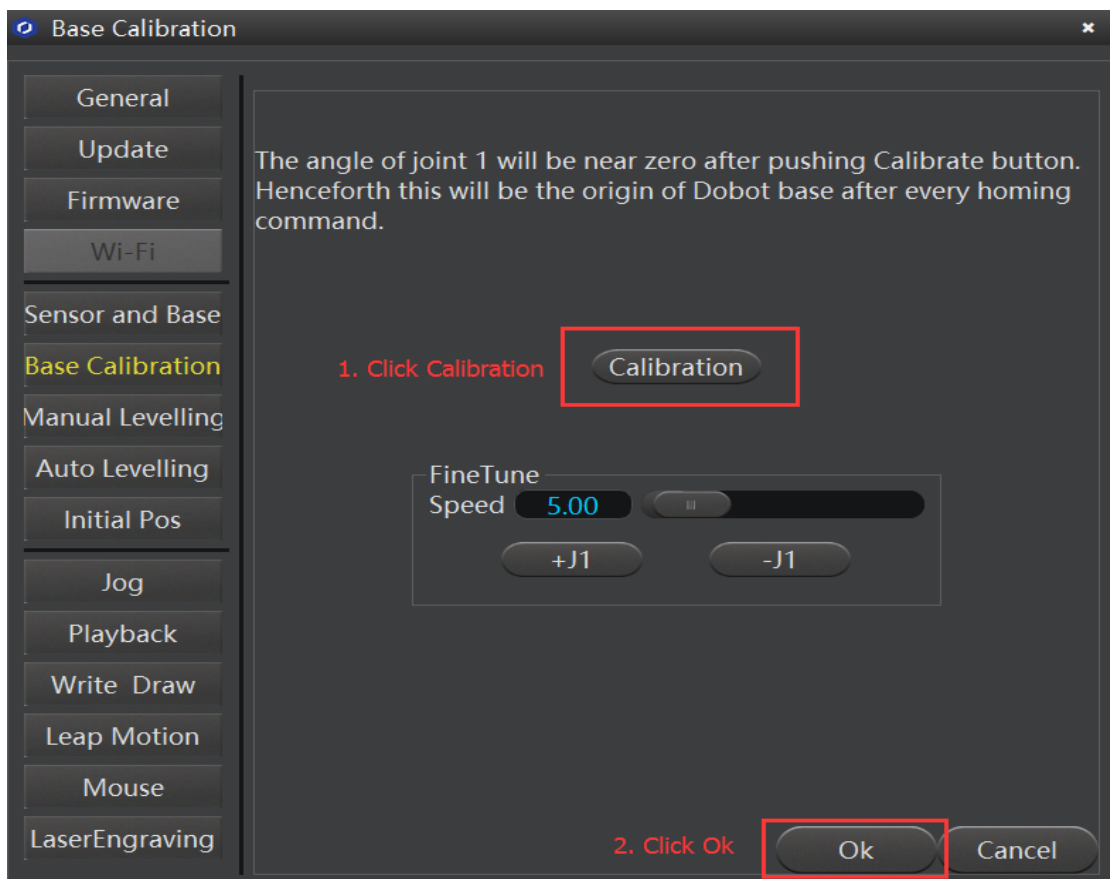 Base Calibration
General
Update
Firmware
Wi-Fi
Sensor and Base
Base Calibration
Manual Levelling
Auto Levelling
Initial Pos
Jog
Playback
Write Draw
Leap Motion
Mouse
LaserEngraving
The angle of joint 1 will be near zero after pushing Calibrate button.
Henceforth this will be the origin of Dobot base after every homing
command.
1. Click Calibration
Calibration
FineTune
Speed 5.00
+J1 -J1
2. Click Ok
Ok Cancel